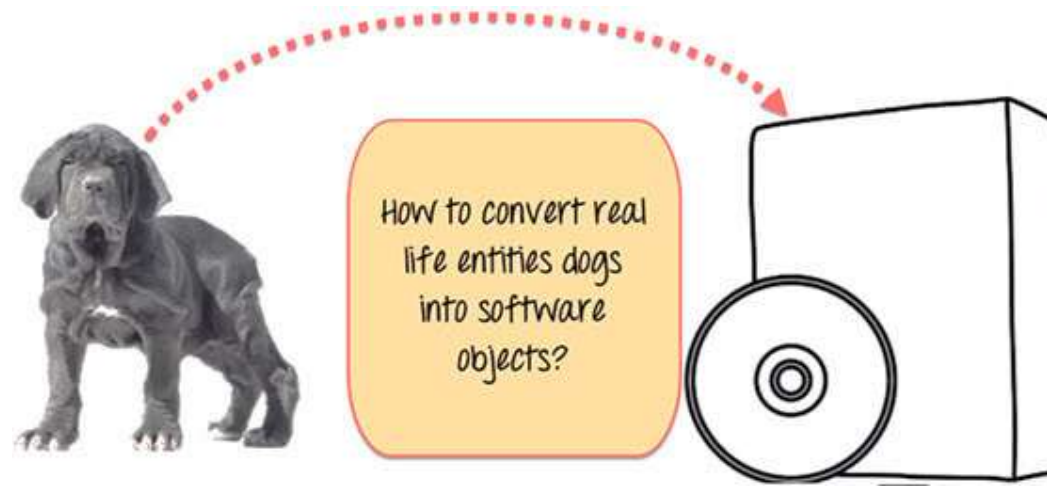 How to convert real
life entities dogs
into software
objects?